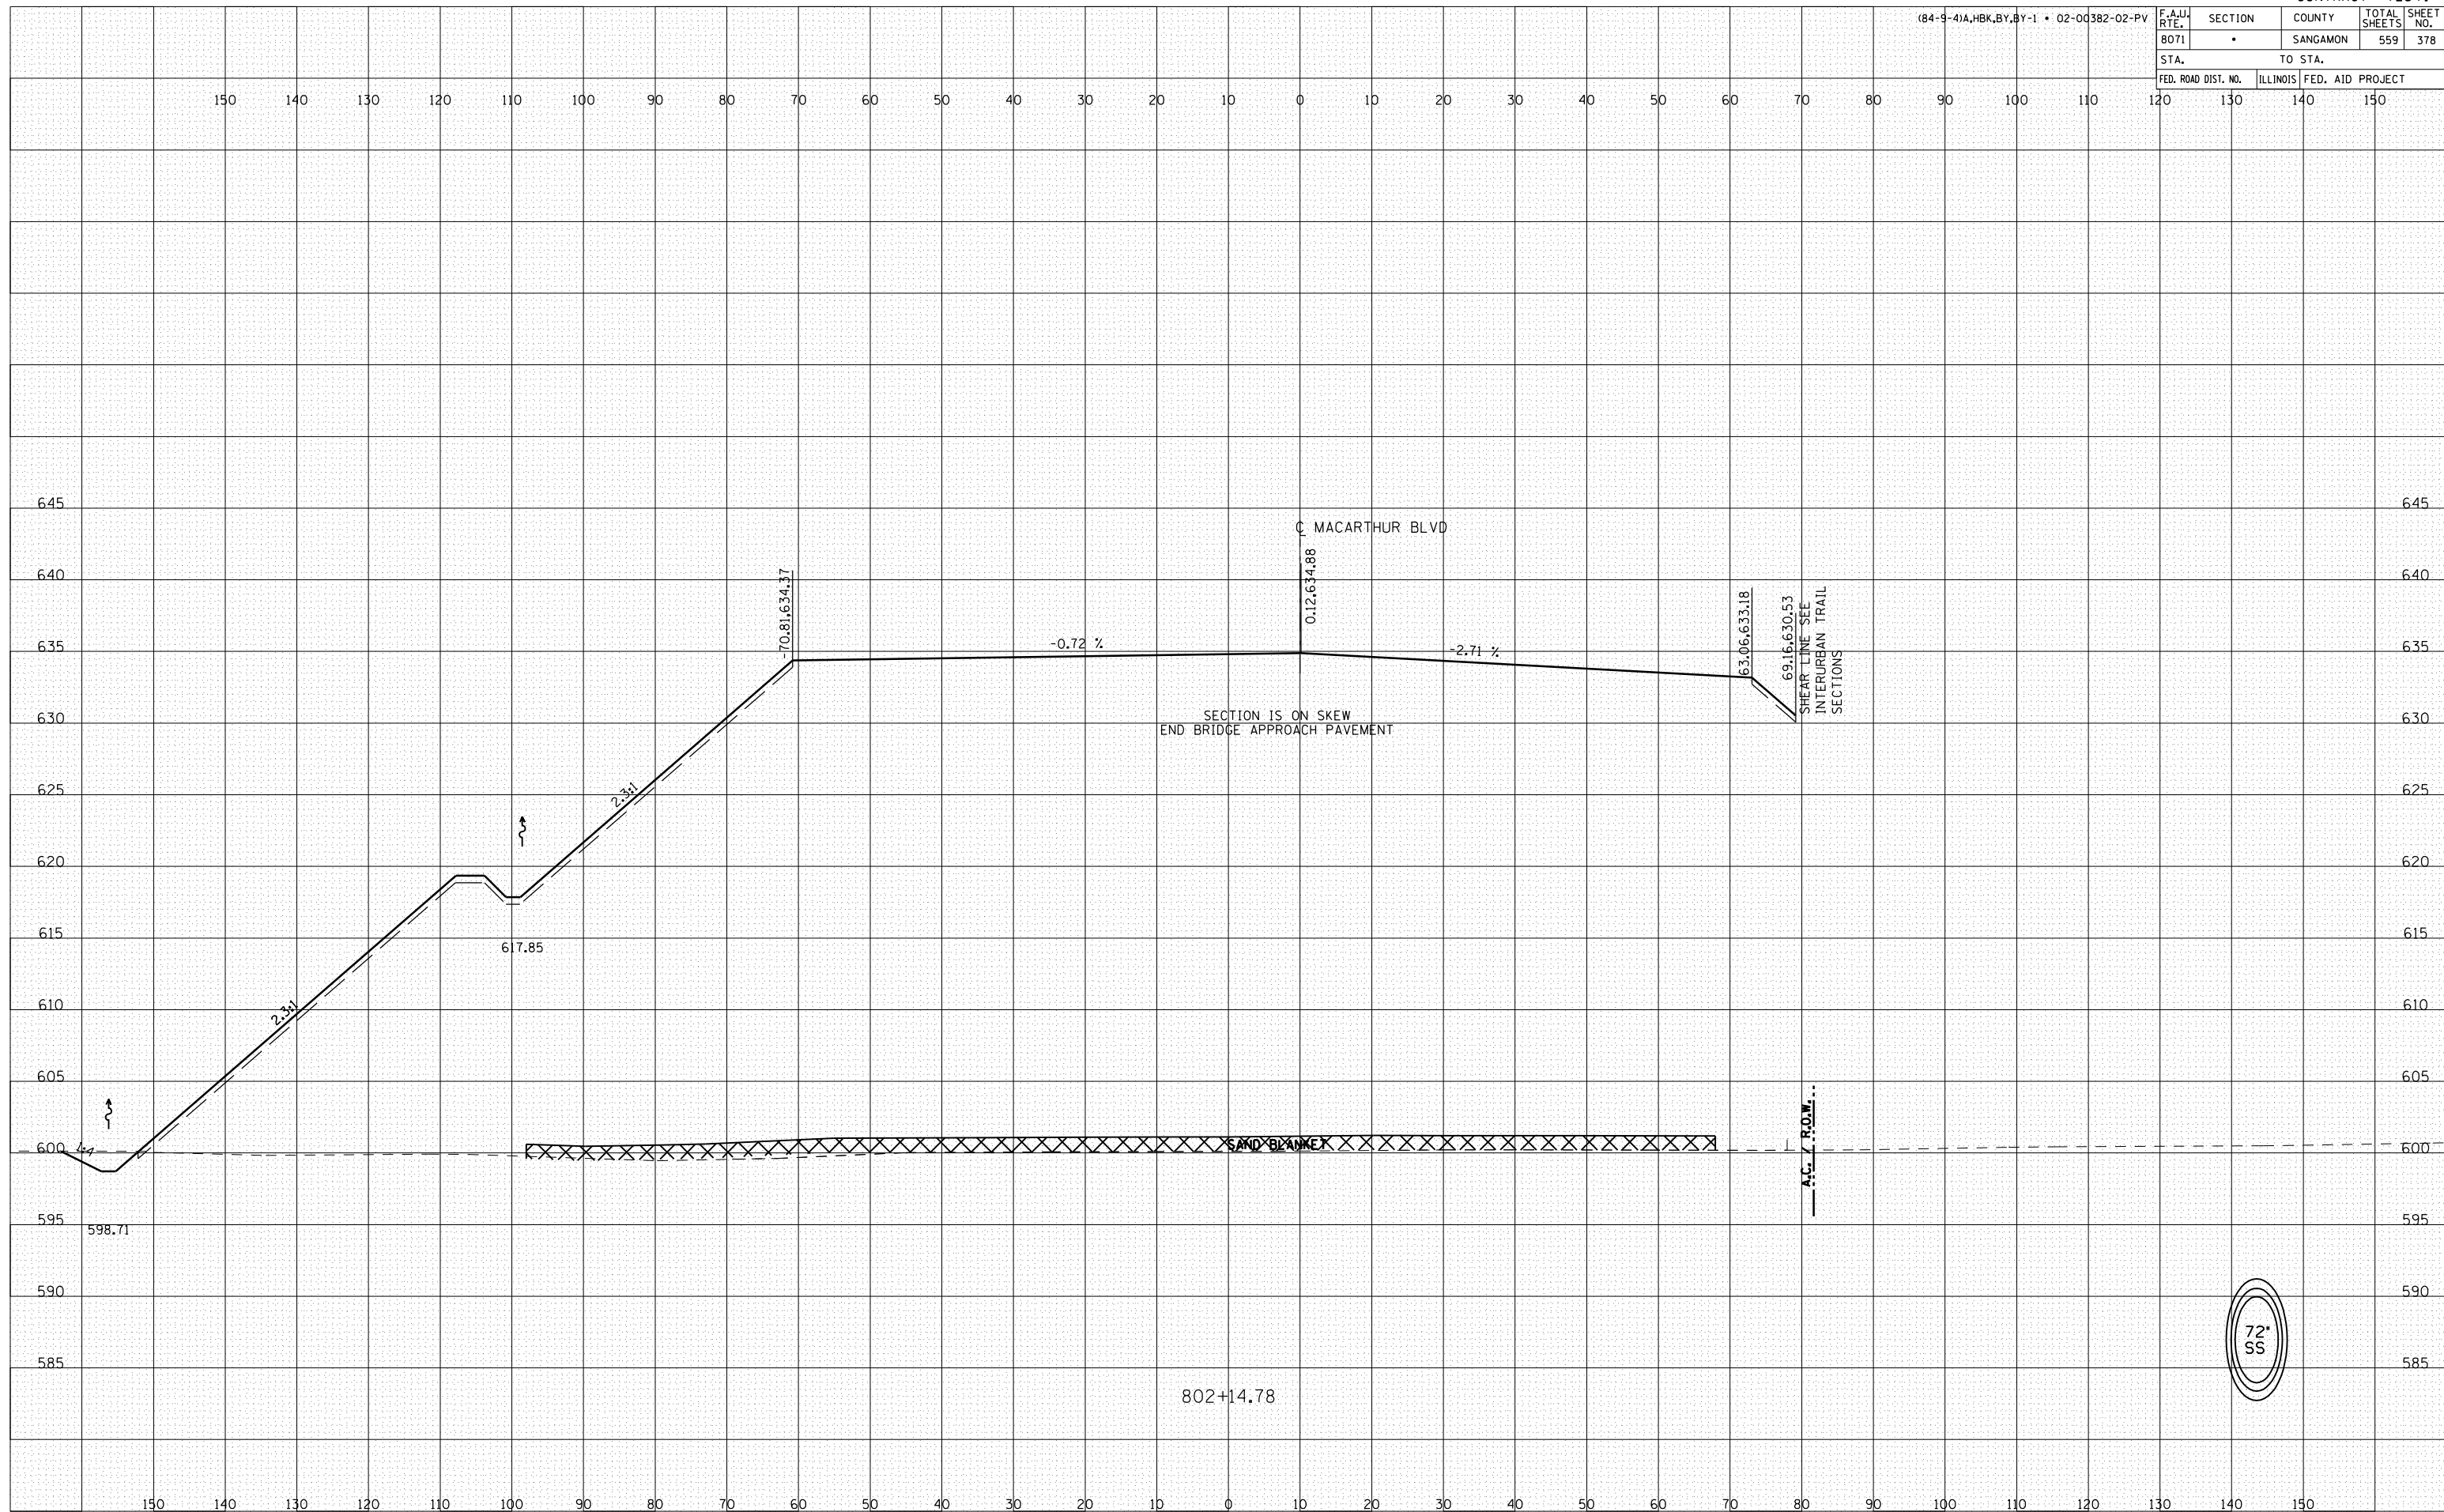 (84-9-4)A,HBK,BY,BY-1 • 02-00382-02-PV
F.A.U. RTE. SECTION COUNTY TOTAL SHEETS SHEET NO.
8071 • SANGAMON 559 378
STA. TO STA.
FED. ROAD DIST. NO. ILLINOIS FED. AID PROJECT
150 140 130 120 110 100 90 80 70 60 50 40 30 20 10 0 10 20 30 40 50 60 70 80 90 100 110 120 130 140 150
645 645
℄ MACARTHUR BLVD
640 640
-70.81,634.37
0.12,634.88
63.06,633.18
69.16,630.53
SHEAR LINE SEE
INTERURBAN TRAIL
SECTIONS
635 635
-0.72 %
-2.71 %
630 630
SECTION IS ON SKEW
END BRIDGE APPROACH PAVEMENT
625 625
2.3:1
620 620
615 615
617.85
610 610
2.3:1
605 605
600 600
4:1
SAND BLANKET
A.C. / R.O.W.
595 595
598.71
590 590
72"
SS
585 585
802+14.78
150 140 130 120 110 100 90 80 70 60 50 40 30 20 10 0 10 20 30 40 50 60 70 80 90 100 110 120 130 140 150